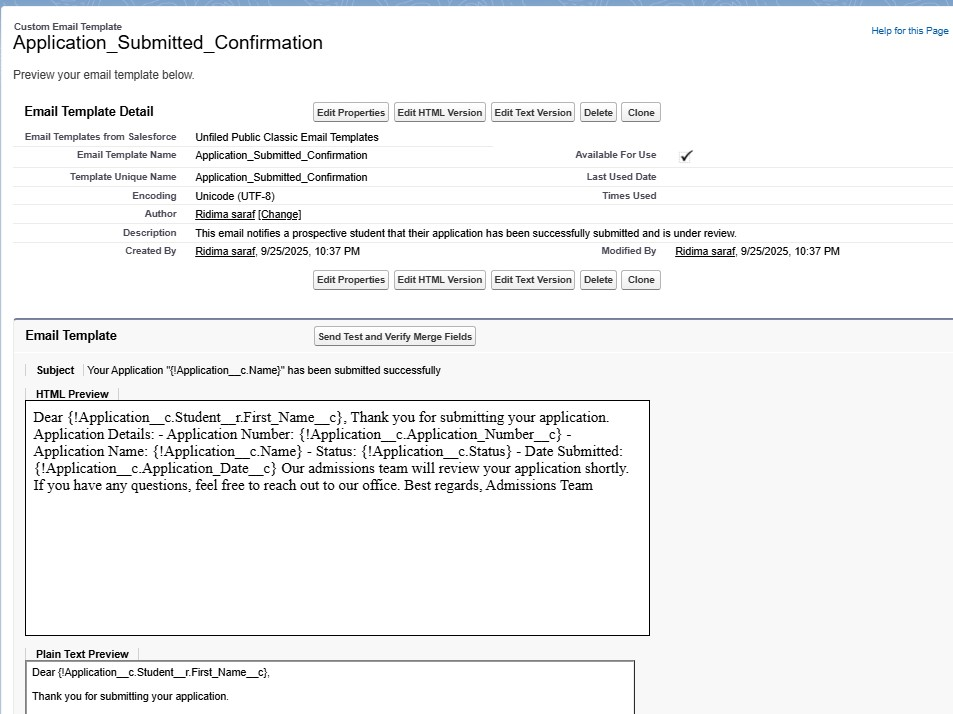 Custom Email Template
Application_Submitted_Confirmation
Help for this Page
Preview your email template below.
Email Template Detail
Edit Properties Edit HTML Version Edit Text Version Delete Clone
Email Templates from Salesforce Unfiled Public Classic Email Templates
Email Template Name Application_Submitted_Confirmation Available For Use
Template Unique Name Application_Submitted_Confirmation Last Used Date
Encoding Unicode (UTF-8) Times Used
Author Ridima saraf [Change]
Description This email notifies a prospective student that their application has been successfully submitted and is under review.
Created By Ridima saraf, 9/25/2025, 10:37 PM Modified By Ridima saraf, 9/25/2025, 10:37 PM
Edit Properties Edit HTML Version Edit Text Version Delete Clone
Email Template Send Test and Verify Merge Fields
Subject Your Application "{!Application__c.Name}" has been submitted successfully
HTML Preview
Dear {!Application__c.Student__r.First_Name__c}, Thank you for submitting your application.
Application Details: - Application Number: {!Application__c.Application_Number__c} -
Application Name: {!Application__c.Name} - Status: {!Application__c.Status} - Date Submitted:
{!Application__c.Application_Date__c} Our admissions team will review your application shortly.
If you have any questions, feel free to reach out to our office. Best regards, Admissions Team
Plain Text Preview
Dear {!Application__c.Student__r.First_Name__c},
Thank you for submitting your application.